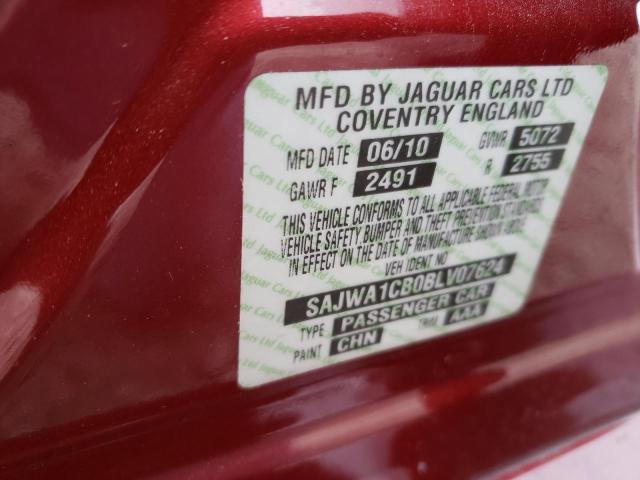 MFD BY JAGUAR CARS LTD
COVENTRY ENGLAND
MFD DATE 06/10 GVWR 5072
GAWR F 2491 R 2755
THIS VEHICLE CONFORMS TO ALL APPLICABLE FEDERAL MOTOR
VEHICLE SAFETY, BUMPER AND THEFT PREVENTION STANDARDS
IN EFFECT ON THE DATE OF MANUFACTURE SHOWN ABOVE.
VEH IDENT NO
SAJWA1CB0BLV07624
TYPE PASSENGER CAR
PAINT CHN TRIM AAA